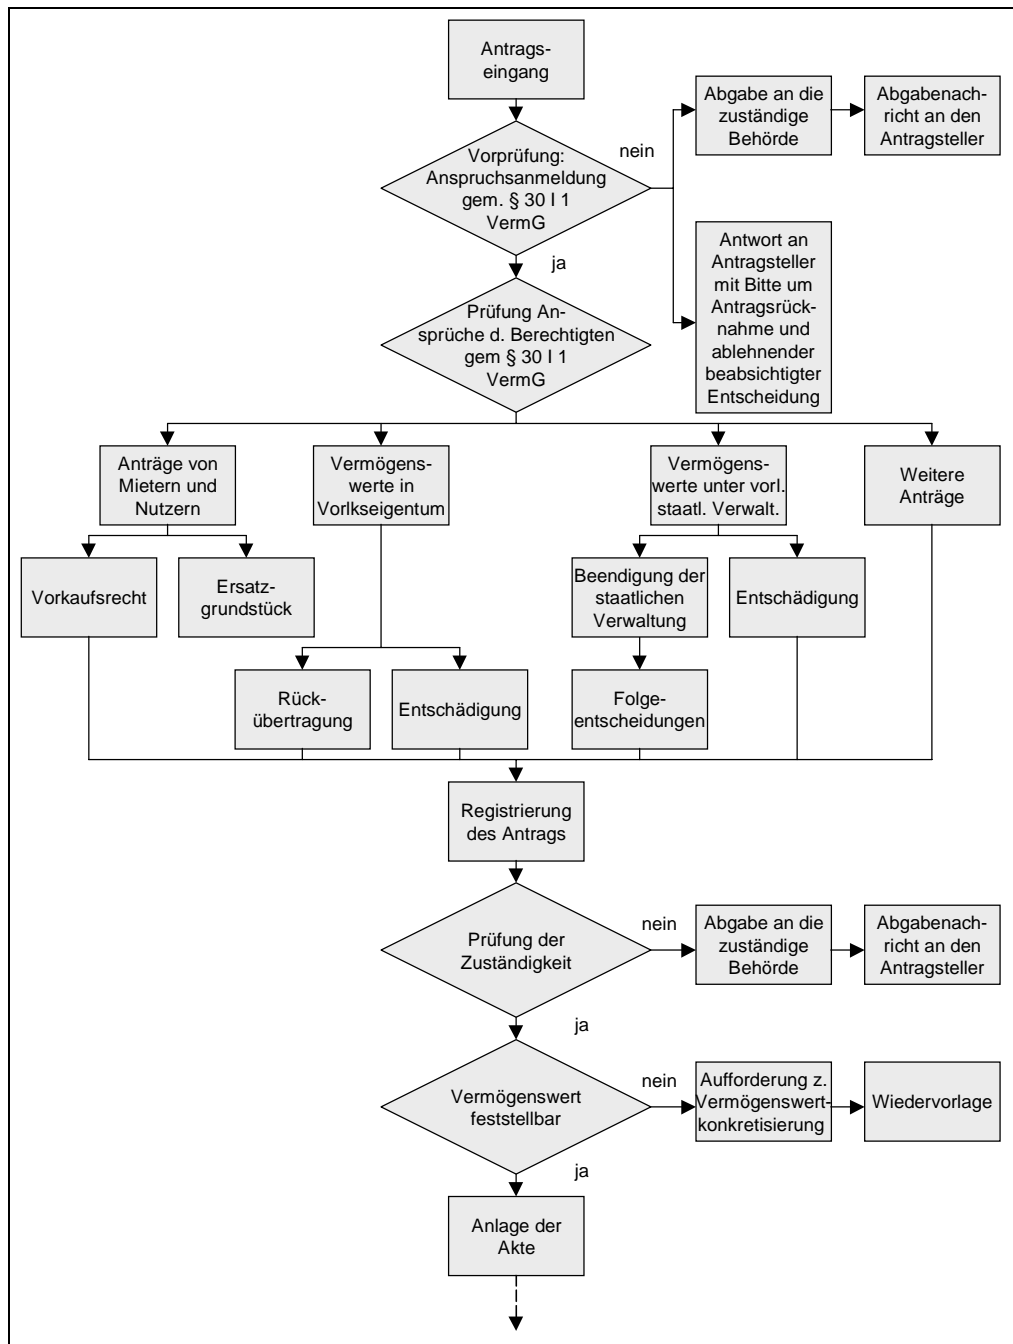 Antrags-
eingang
Vorprüfung:
Anspruchsanmeldung
gem. § 30 I 1
VermG
nein
Abgabe an die
zuständige
Behörde
Abgabenach-
richt an den
Antragsteller
Antwort an
Antragsteller
mit Bitte um
Antragsrück-
nahme und
ablehnender
beabsichtigter
Entscheidung
ja
Prüfung An-
sprüche d. Berechtigten
gem § 30 I 1
VermG
Anträge von
Mietern und
Nutzern
Vermögens-
werte in
Vorlkseigentum
Vermögens-
werte unter vorl.
staatl. Verwalt.
Weitere
Anträge
Vorkaufsrecht
Ersatz-
grundstück
Beendigung der
staatlichen
Verwaltung
Entschädigung
Rück-
übertragung
Entschädigung
Folge-
entscheidungen
Registrierung
des Antrags
Prüfung der
Zuständigkeit
nein
Abgabe an die
zuständige
Behörde
Abgabenach-
richt an den
Antragsteller
ja
Vermögenswert
feststellbar
nein
Aufforderung z.
Vermögenswert-
konkretisierung
Wiedervorlage
ja
Anlage der
Akte